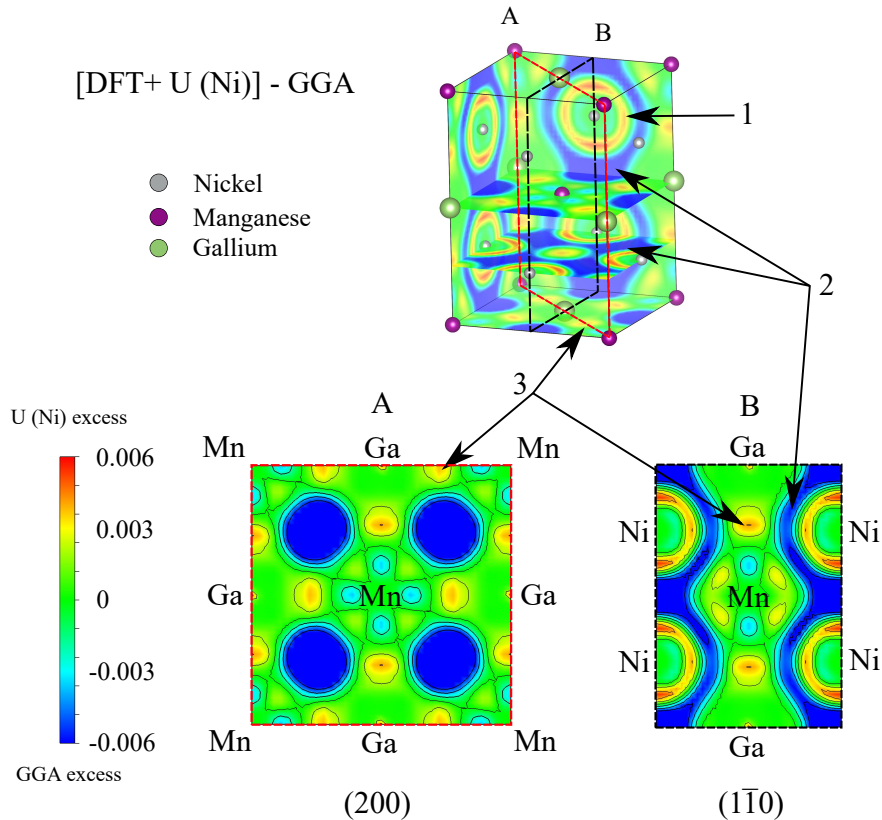 A
B
[DFT+ U (Ni)] - GGA
1
Nickel
Manganese
Gallium
2
3
A
B
U (Ni) excess
0.006
0.003
0
-0.003
-0.006
GGA excess
Mn Ga Mn
Ga Mn Ga
Mn Ga Mn
(200)
Ga
Ni Ni
Mn
Ni Ni
Ga
(11̅0)